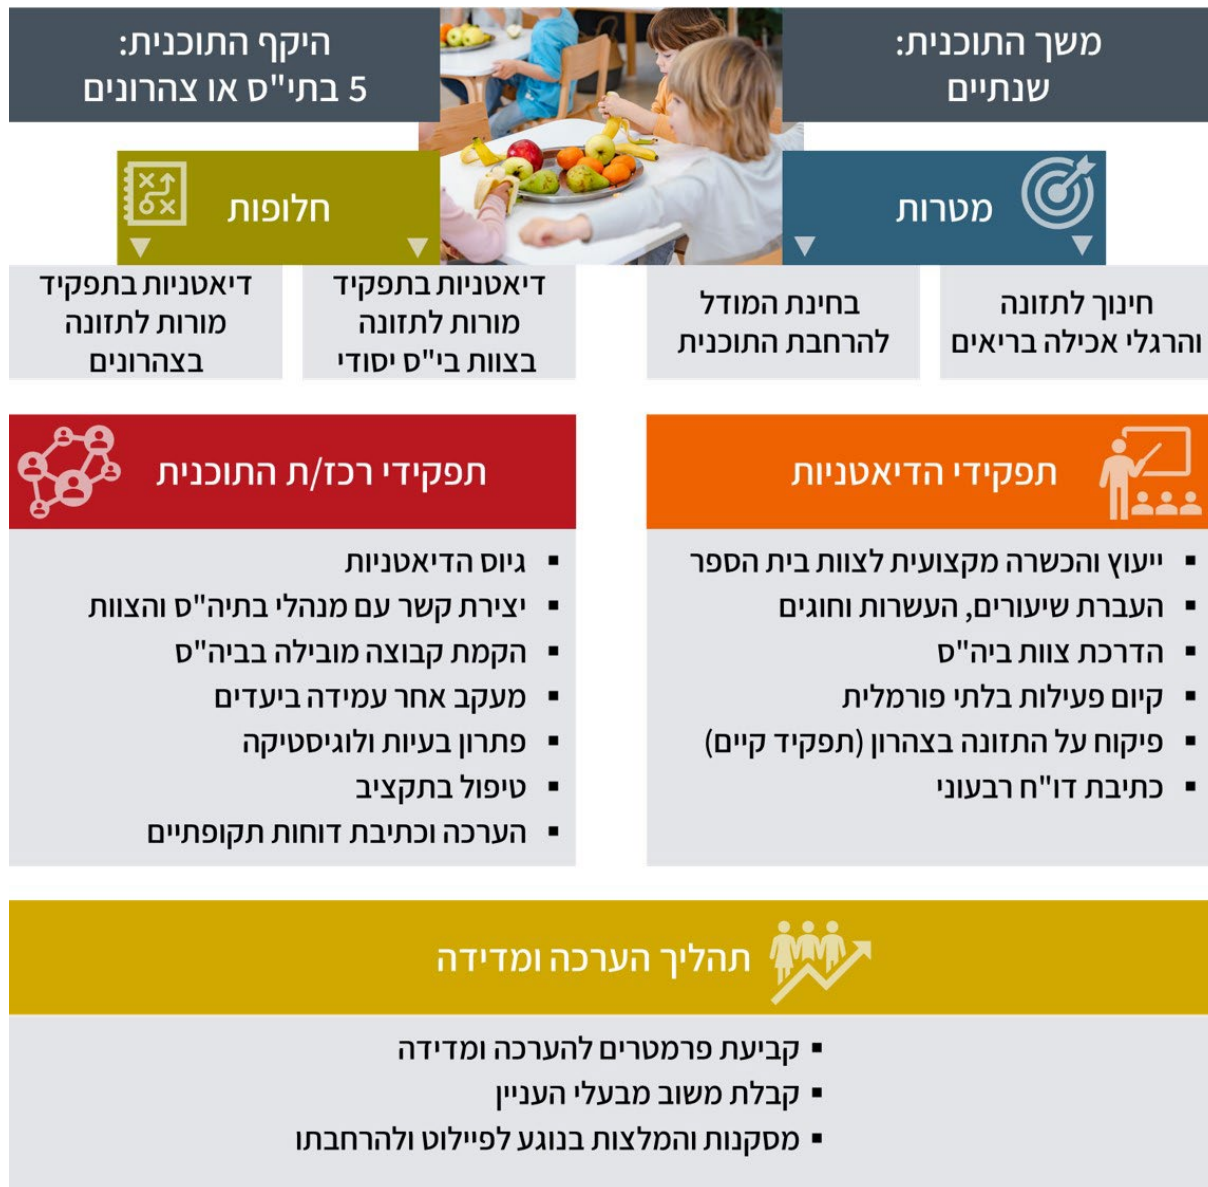 משך התוכנית:
שנתיים
היקף התוכנית:
5 בתי"ס או צהרונים
מטרות
חינוך לתזונה
והרגלי אכילה בריאים
בחינת המודל
להרחבת התוכנית
חלופות
דיאטניות בתפקיד
מורות לתזונה
בצוות בי"ס יסודי
דיאטניות בתפקיד
מורות לתזונה
בצהרונים
תפקידי הדיאטניות
▪ ייעוץ והכשרה מקצועית לצוות בית הספר
▪ העברת שיעורים, העשרות וחוגים
▪ הדרכת צוות ביה"ס
▪ קיום פעילות בלתי פורמלית
▪ פיקוח על התזונה בצהרון (תפקיד קיים)
▪ כתיבת דו"ח רבעוני
תפקידי רכז/ת התוכנית
▪ גיוס הדיאטניות
▪ יצירת קשר עם מנהלי בתיה"ס והצוות
▪ הקמת קבוצה מובילה בביה"ס
▪ מעקב אחר עמידה ביעדים
▪ פתרון בעיות ולוגיסטיקה
▪ טיפול בתקציב
▪ הערכה וכתיבת דוחות תקופתיים
תהליך הערכה ומדידה
▪ קביעת פרמטרים להערכה ומדידה
▪ קבלת משוב מבעלי העניין
▪ מסקנות והמלצות בנוגע לפיילוט ולהרחבתו